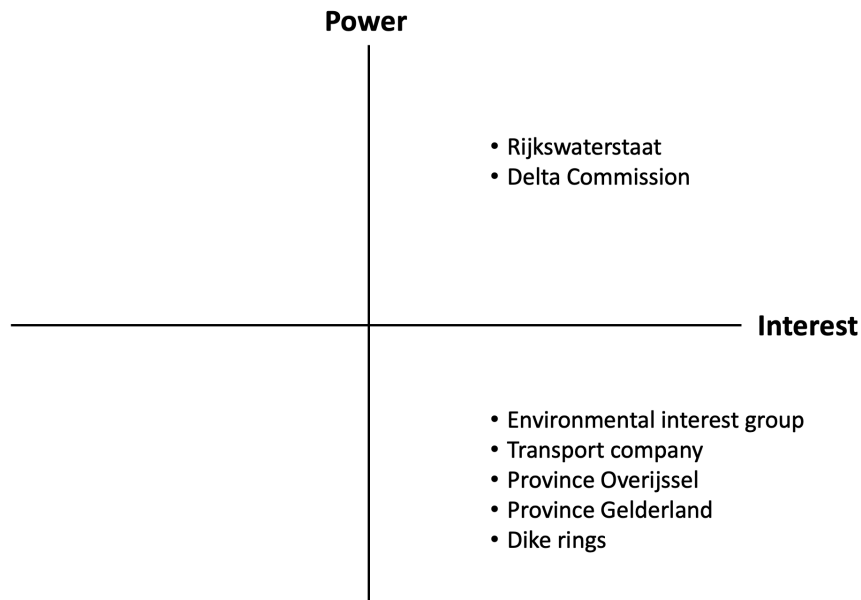 Power
• Rijkswaterstaat
• Delta Commission
Interest
• Environmental interest group
• Transport company
• Province Overijssel
• Province Gelderland
• Dike rings